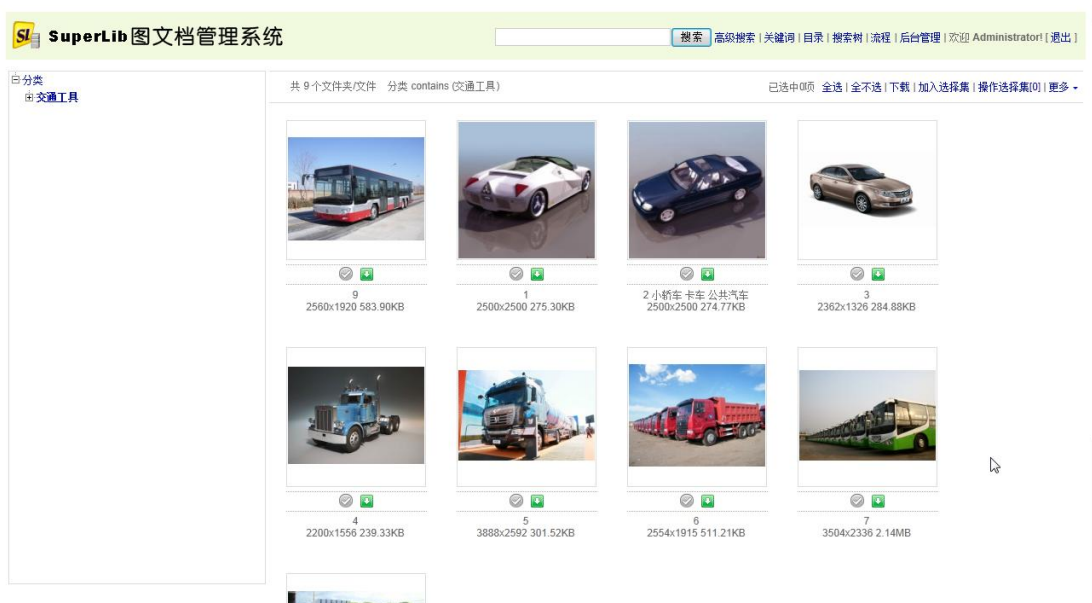 SL SuperLib图文档管理系统
搜索 高级搜索 | 关键词 | 目录 | 搜索树 | 流程 | 后台管理 | 欢迎 Administrator! [ 退出 ]
分类
交通工具
共 9 个文件夹/文件 分类 contains (交通工具)
已选中0项 全选 | 全不选 | 下载 | 加入选择集 | 操作选择集[0] | 更多
9
2560x1920 583.90KB
1
2500x2500 275.30KB
2 小轿车 卡车 公共汽车
2500x2500 274.77KB
3
2362x1326 284.88KB
4
2200x1556 239.33KB
5
3888x2592 301.52KB
6
2554x1915 511.21KB
7
3504x2336 2.14MB